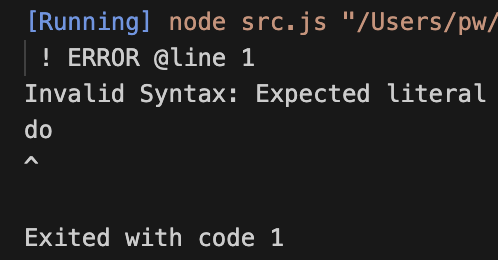 [Running] node src.js "/Users/pw/
! ERROR @line 1
Invalid Syntax: Expected literal
do
^
Exited with code 1